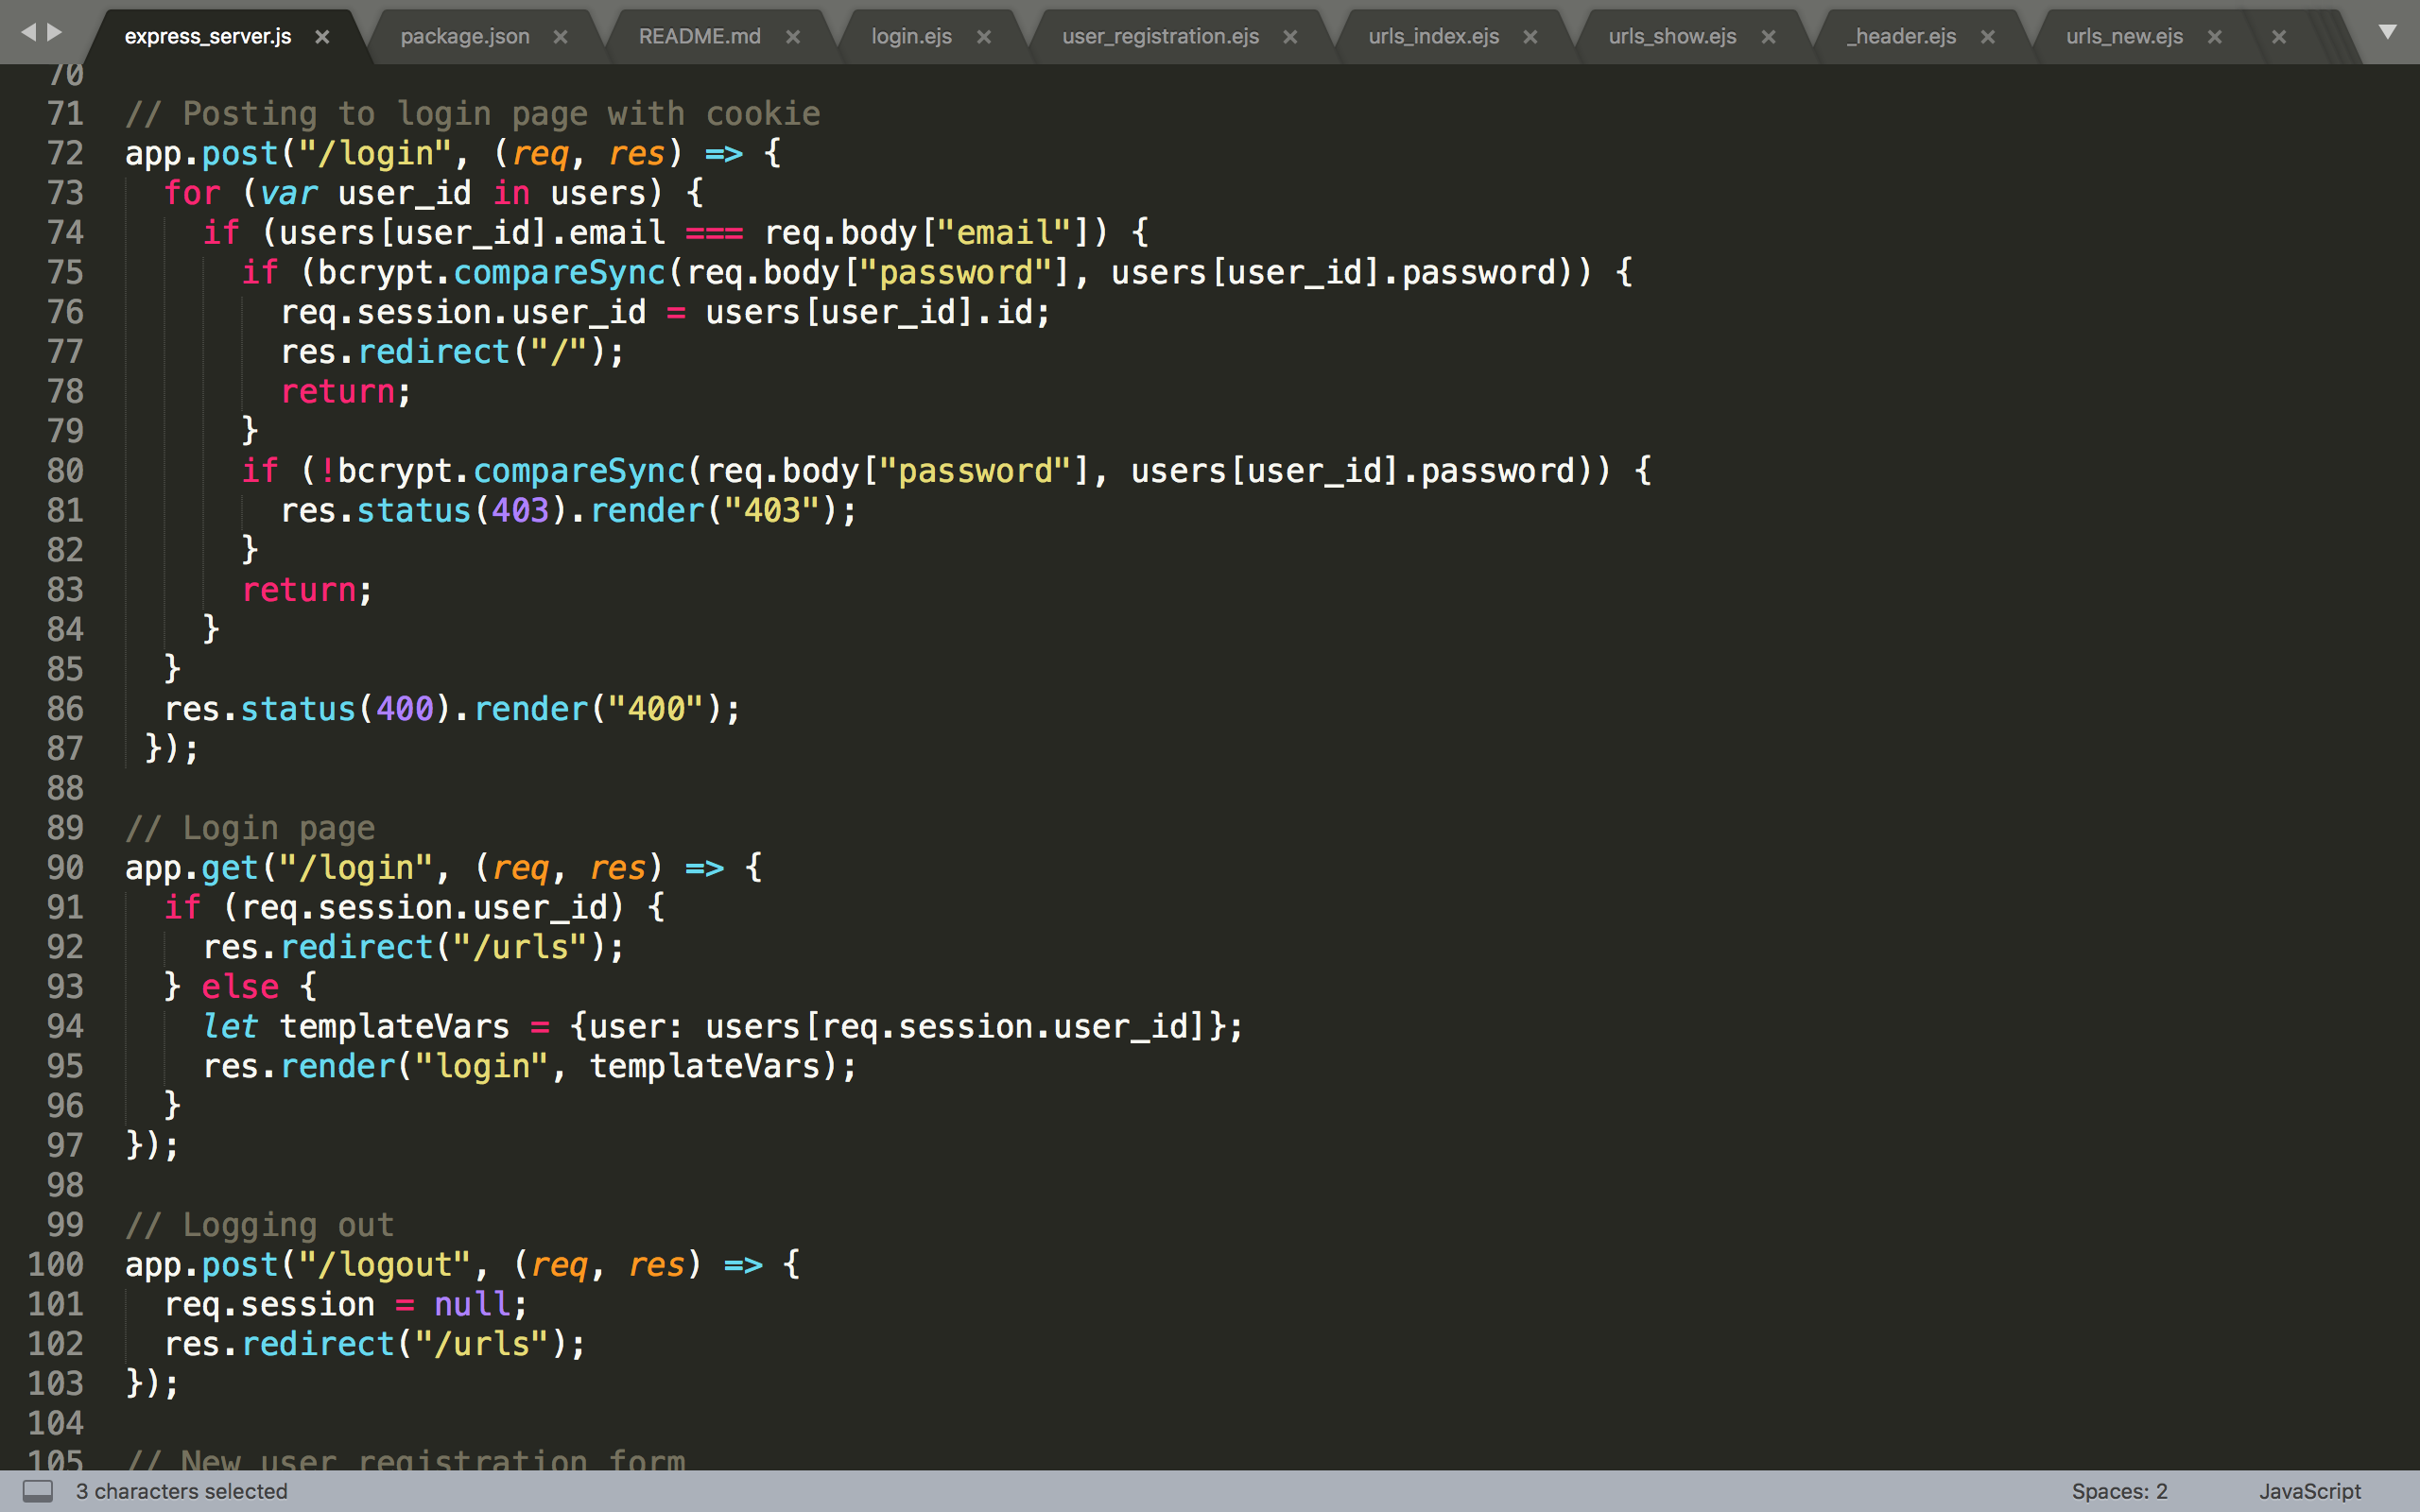 express_server.js × package.json × README.md × login.ejs × user_registration.ejs × urls_index.ejs × urls_show.ejs × _header.ejs × urls_new.ejs × ×
70
71 // Posting to login page with cookie
72 app.post("/login", (req, res) => {
73   for (var user_id in users) {
74     if (users[user_id].email === req.body["email"]) {
75       if (bcrypt.compareSync(req.body["password"], users[user_id].password)) {
76         req.session.user_id = users[user_id].id;
77         res.redirect("/");
78         return;
79       }
80       if (!bcrypt.compareSync(req.body["password"], users[user_id].password)) {
81         res.status(403).render("403");
82       }
83       return;
84     }
85   }
86   res.status(400).render("400");
87  });
88
89 // Login page
90 app.get("/login", (req, res) => {
91   if (req.session.user_id) {
92     res.redirect("/urls");
93   } else {
94     let templateVars = {user: users[req.session.user_id]};
95     res.render("login", templateVars);
96   }
97 });
98
99 // Logging out
100 app.post("/logout", (req, res) => {
101   req.session = null;
102   res.redirect("/urls");
103 });
104
105 // New user registration form
3 characters selected Spaces: 2 JavaScript